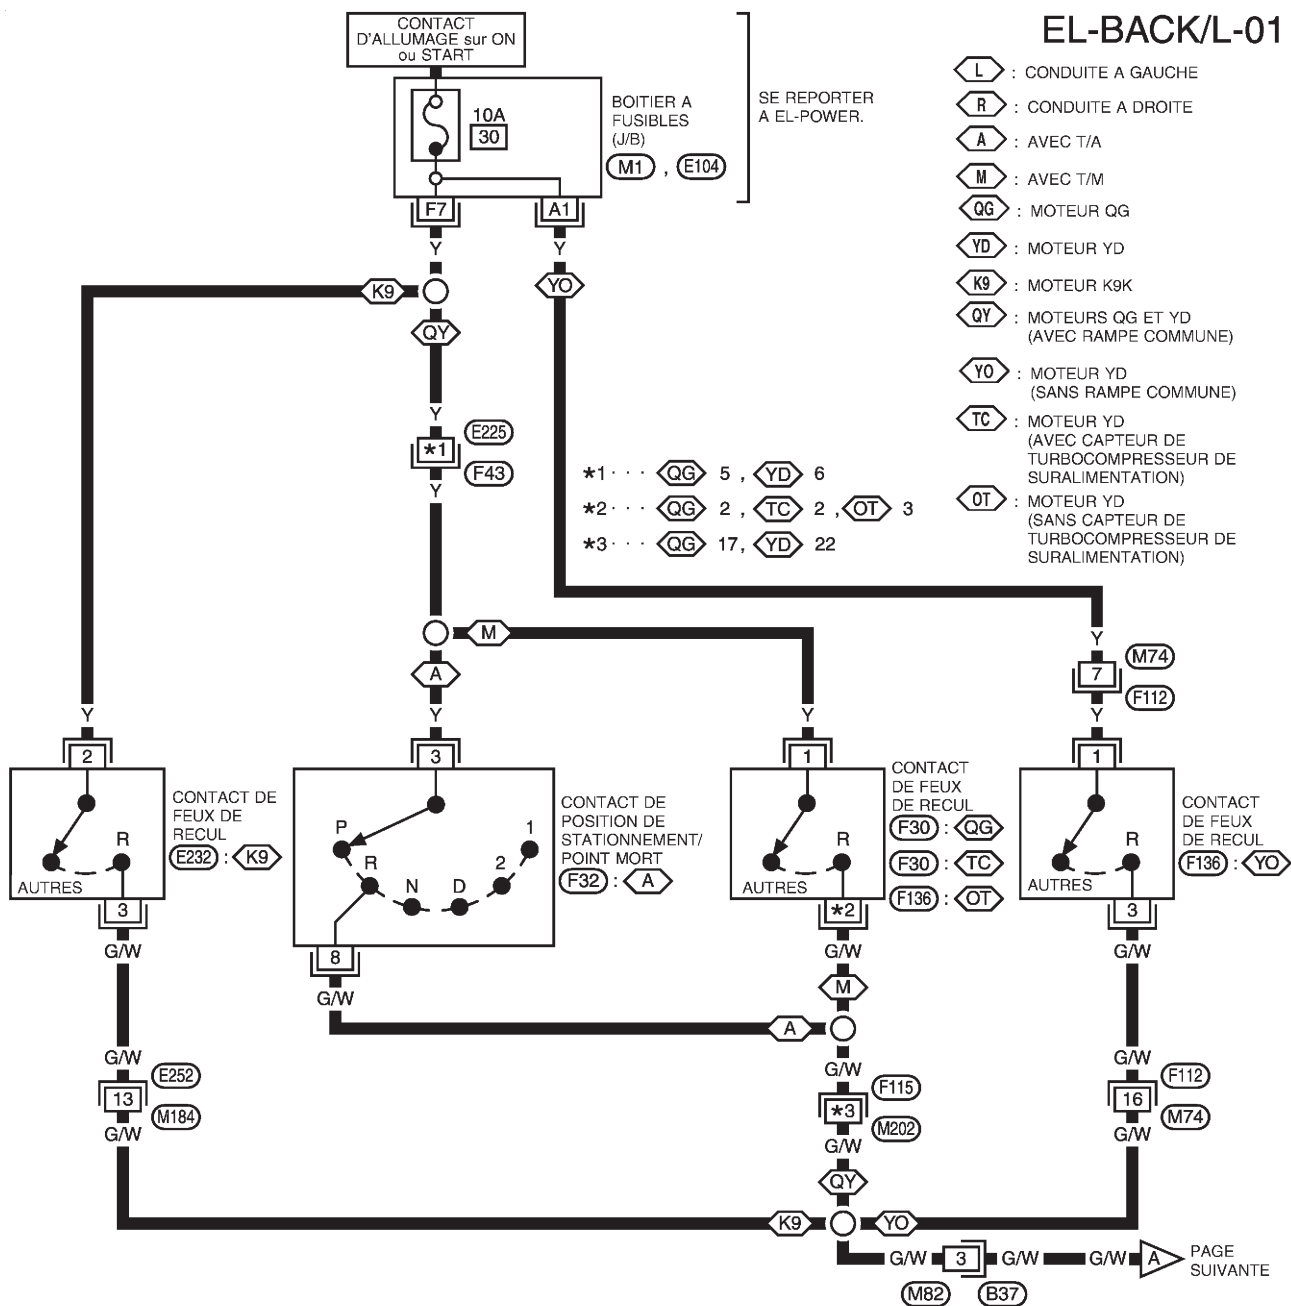 EL-BACK/L-01
CONTACT
D'ALLUMAGE sur ON
ou START
10A
30
BOITIER A
FUSIBLES
(J/B)
M1 , E104
SE REPORTER
A EL-POWER.
F7
A1
L : CONDUITE A GAUCHE
R : CONDUITE A DROITE
A : AVEC T/A
M : AVEC T/M
QG : MOTEUR QG
YD : MOTEUR YD
K9 : MOTEUR K9K
QY : MOTEURS QG ET YD
(AVEC RAMPE COMMUNE)
YO : MOTEUR YD
(SANS RAMPE COMMUNE)
TC : MOTEUR YD
(AVEC CAPTEUR DE
TURBOCOMPRESSEUR DE
SURALIMENTATION)
OT : MOTEUR YD
(SANS CAPTEUR DE
TURBOCOMPRESSEUR DE
SURALIMENTATION)
Y
Y
K9
YO
QY
Y
*1
E225
F43
Y
*1 · · · QG 5 , YD 6
*2 · · · QG 2 , TC 2 , OT 3
*3 · · · QG 17, YD 22
M
A
Y
7
M74
F112
Y
Y
Y
Y
2
3
1
1
R
AUTRES
3
CONTACT DE
FEUX DE
RECUL
E232 : K9
P
R
N
D
2
1
8
CONTACT DE
POSITION DE
STATIONNEMENT/
POINT MORT
F32 : A
R
AUTRES
*2
CONTACT
DE FEUX
DE RECUL
F30 : QG
F30 : TC
F136 : OT
R
AUTRES
3
CONTACT
DE FEUX
DE RECUL
F136 : YO
G/W
G/W
G/W
G/W
M
A
G/W
G/W
G/W
13
E252
M184
*3
F115
M202
16
F112
M74
G/W
G/W
G/W
QY
K9
YO
G/W
3
G/W
G/W
A
PAGE
SUIVANTE
M82
B37